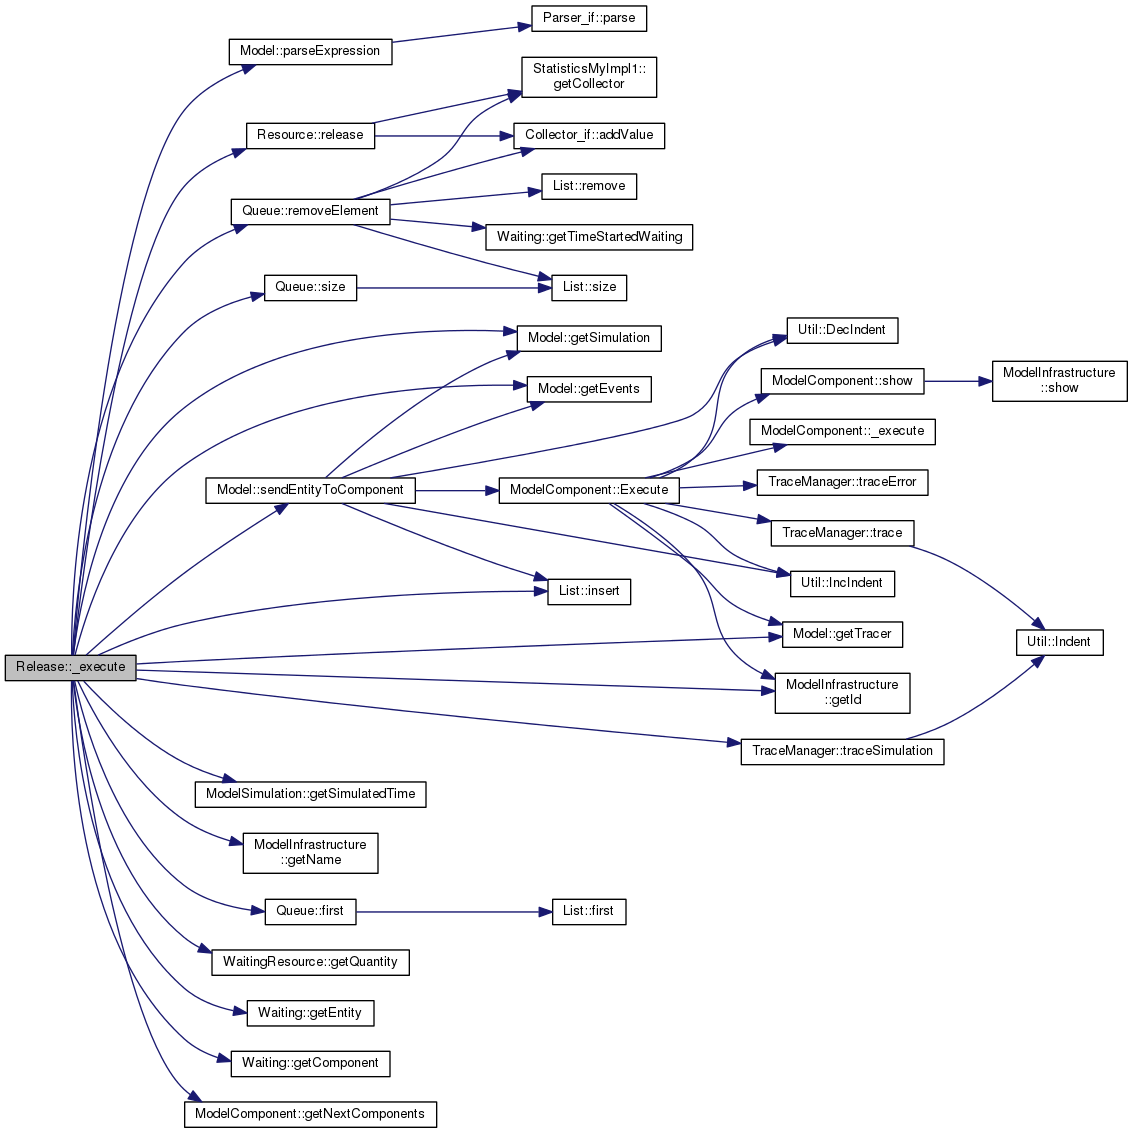 Parser_if::parse
Model::parseExpression
StatisticsMyImpl1::
getCollector
Resource::release
Collector_if::addValue
List::remove
Queue::removeElement
Waiting::getTimeStartedWaiting
Queue::size
List::size
Util::DecIndent
Model::getSimulation
ModelInfrastructure
::show
ModelComponent::show
Model::getEvents
ModelComponent::_execute
TraceManager::traceError
Model::sendEntityToComponent
ModelComponent::Execute
TraceManager::trace
Util::IncIndent
List::insert
Model::getTracer
Util::Indent
Release::_execute
ModelInfrastructure
::getId
TraceManager::traceSimulation
ModelSimulation::getSimulatedTime
ModelInfrastructure
::getName
Queue::first
List::first
WaitingResource::getQuantity
Waiting::getEntity
Waiting::getComponent
ModelComponent::getNextComponents